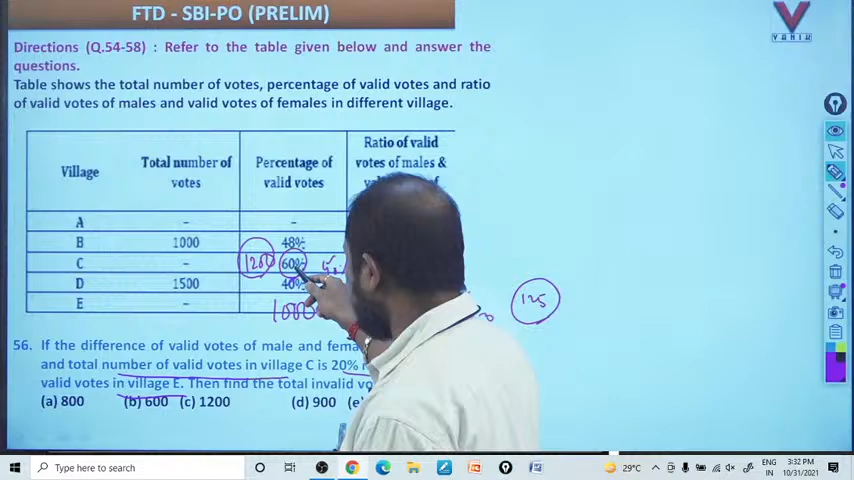 FTD - SBI-PO (PRELIM)
VANIK
Directions (Q.54-58) : Refer to the table given below and answer the
questions.
Table shows the total number of votes, percentage of valid votes and ratio
of valid votes of males and valid votes of females in different village.
Village
Total number of
votes
Percentage of
valid votes
Ratio of valid
votes of males &
A - -
B 1000 48%
C - 1200 60%
D 1500 40%
E -
1000
125
56. If the difference of valid votes of male and
and total number of valid votes in village C is 20%
valid votes in village E. Then find the total invalid
(a) 800 (b) 600 (c) 1200 (d) 900 (e)
Type here to search
29°C
ENG
IN
3:32 PM
10/31/2021